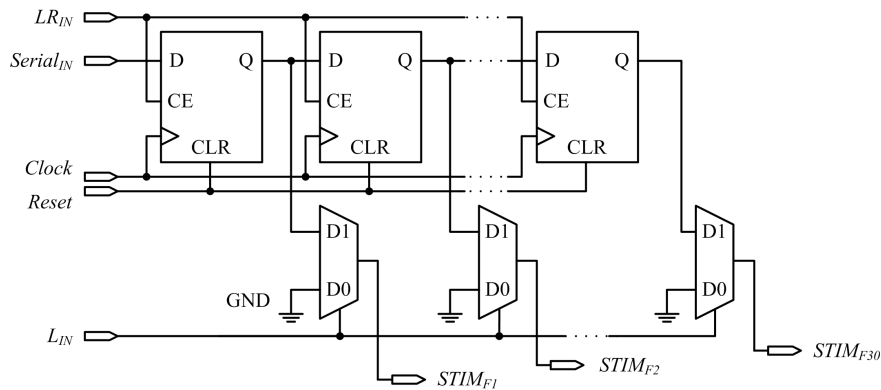 LR_IN
Serial_IN
D Q D Q D Q
CE CE CE
CLR CLR CLR
Clock
Reset
D1 D1 D1
D0 D0 D0
GND
L_IN
STIM_F1
STIM_F2
STIM_F30